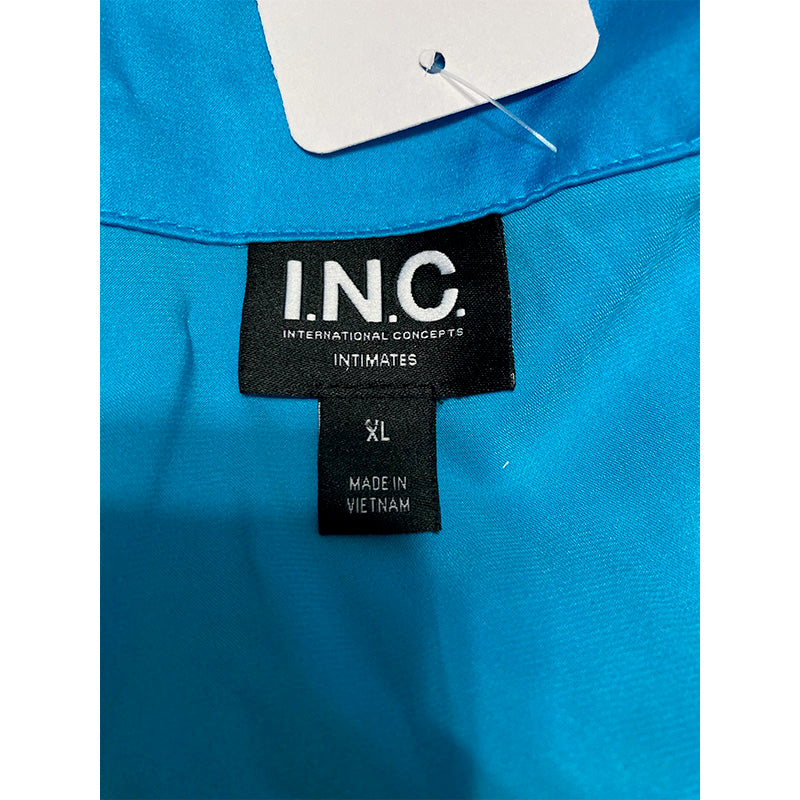 I.N.C.
INTERNATIONAL CONCEPTS
INTIMATES
XL
MADE IN
VIETNAM